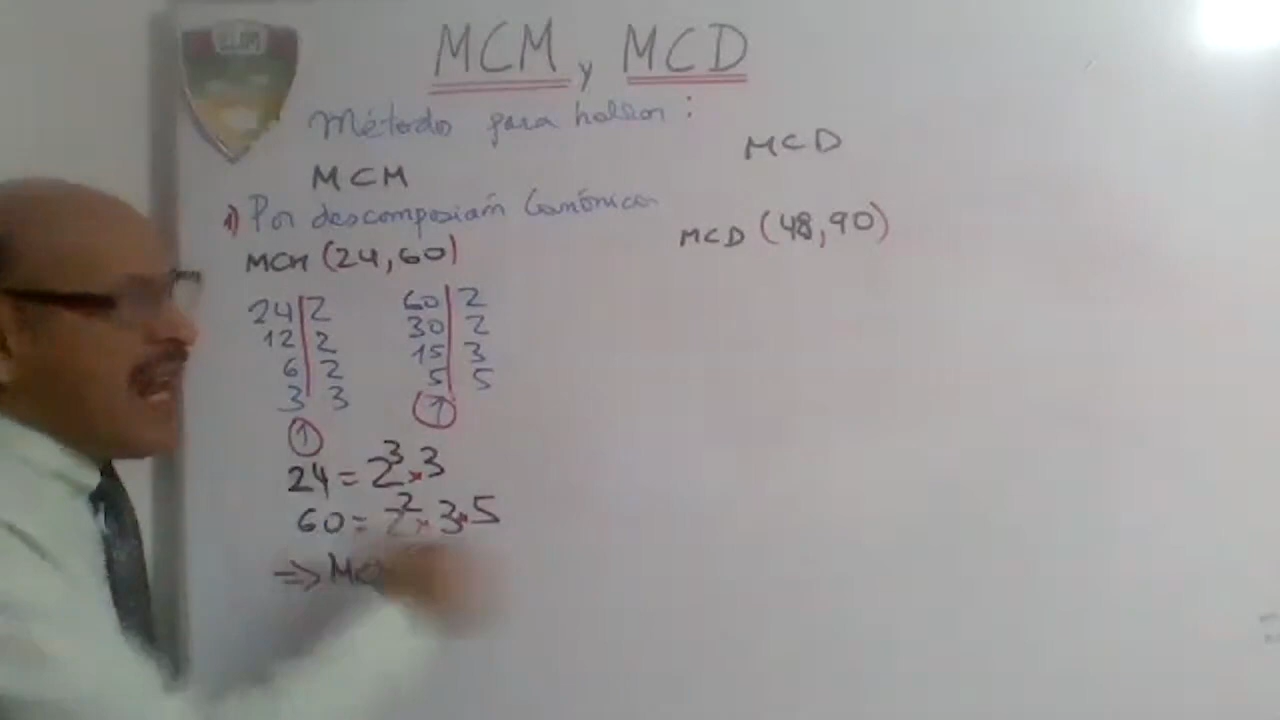 MCM y MCD
Método para hallar:
MCM
MCD
1) Por descomposición Canónica
MCM (24,60)
MCD (48,90)
24 2
12 2
6 2
3 3
1
60 2
30 2
15 3
5 5
1
24 = 2³ × 3
60 = 2² × 3 × 5
⇒ MC